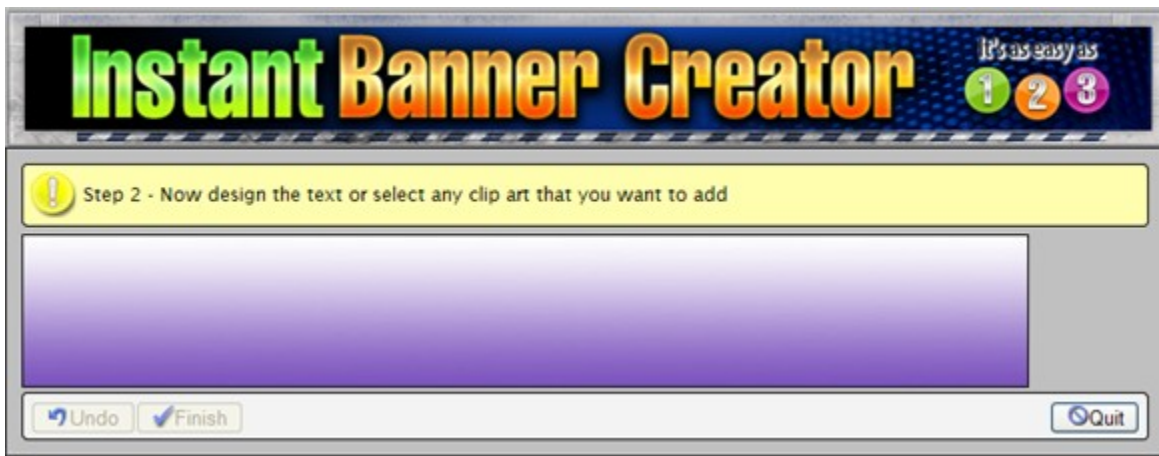 Instant Banner Creator
It's as easy as
1 2 3
Step 2 - Now design the text or select any clip art that you want to add
Undo Finish Quit